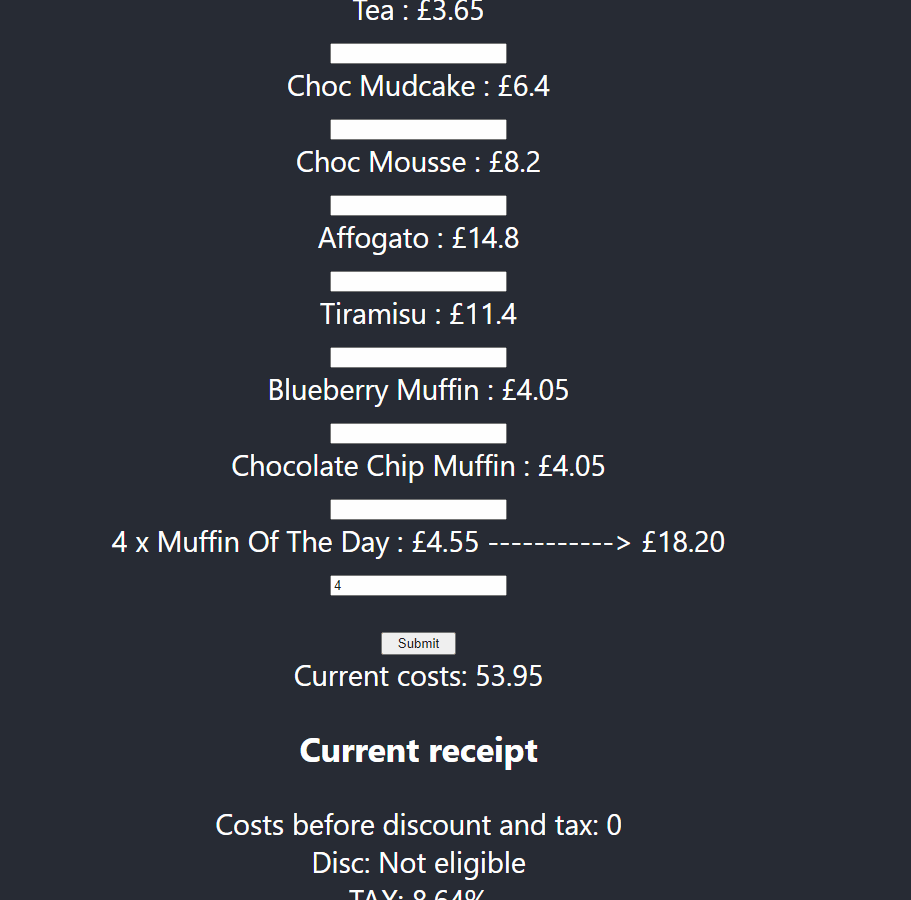 Tea : £3.65
Choc Mudcake : £6.4
Choc Mousse : £8.2
Affogato : £14.8
Tiramisu : £11.4
Blueberry Muffin : £4.05
Chocolate Chip Muffin : £4.05
4 x Muffin Of The Day : £4.55 -----------> £18.20
4
Submit
Current costs: 53.95
Current receipt
Costs before discount and tax: 0
Disc: Not eligible
TAX: 8.64%